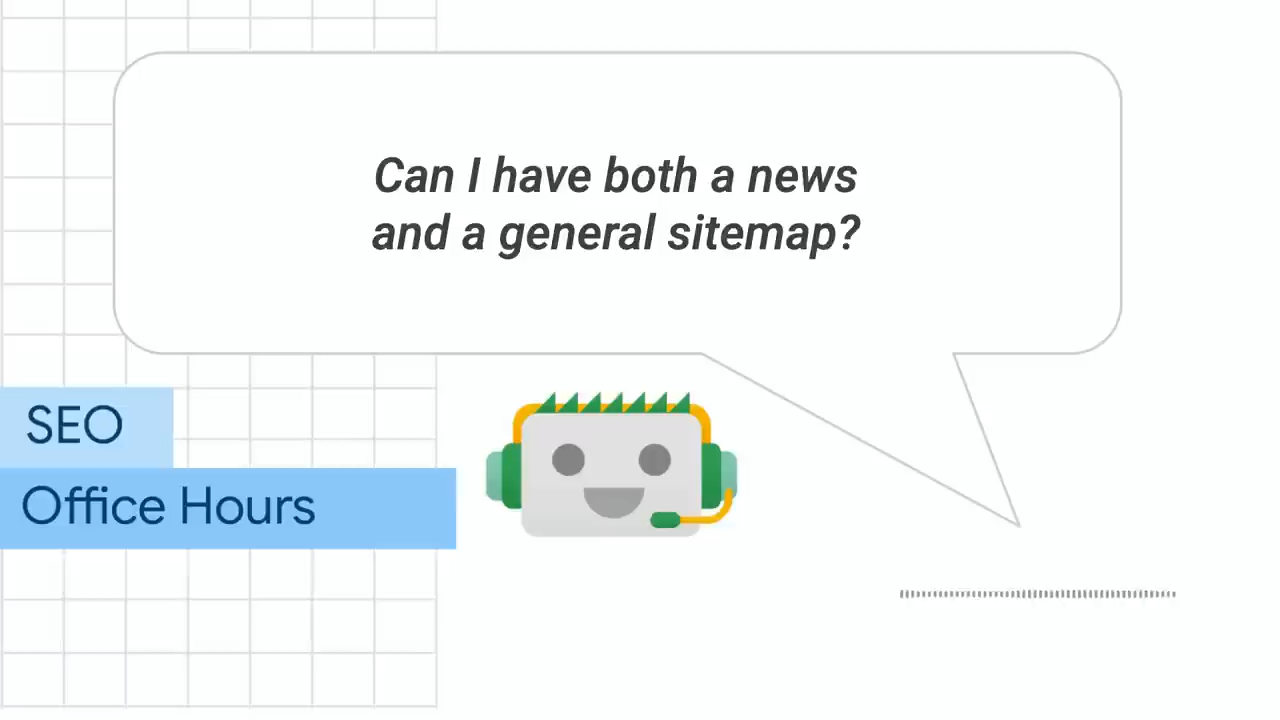 Can I have both a news
and a general sitemap?
SEO
Office Hours